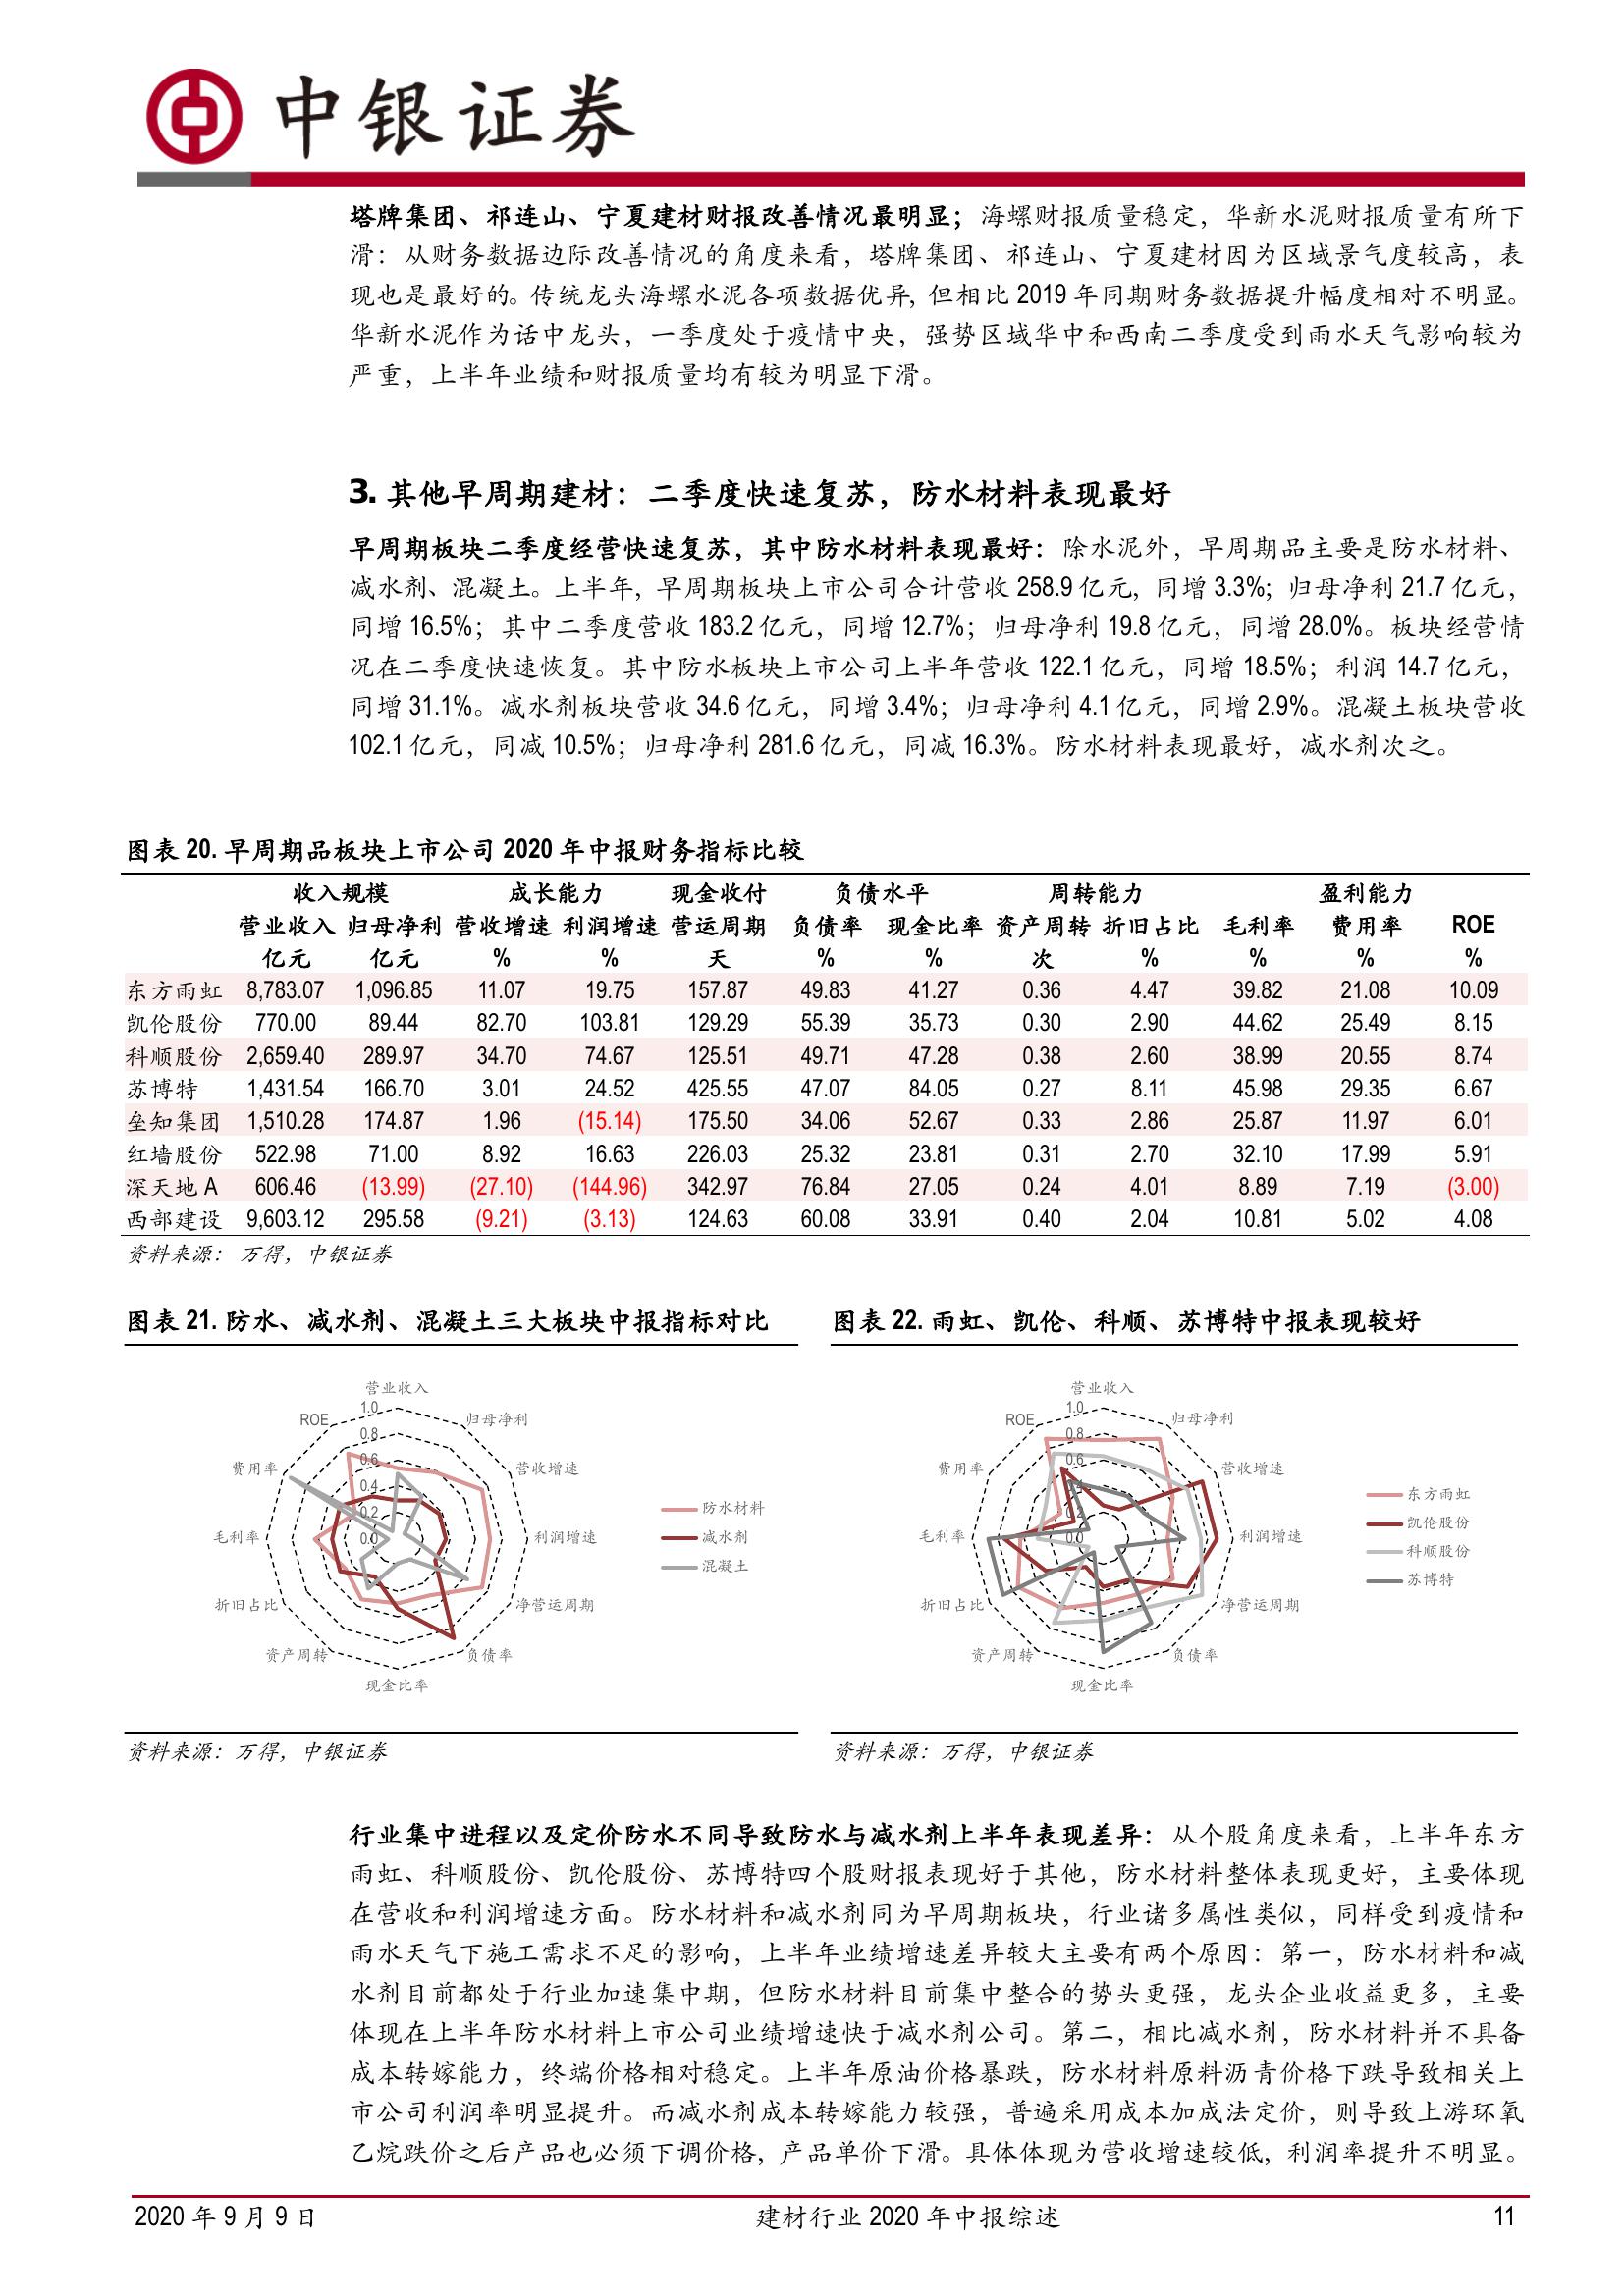 中银证券
塔牌集团、祁连山、宁夏建材财报改善情况最明显；海螺财报质量稳定，华新水泥财报质量有所下
滑：从财务数据边际改善情况的角度来看，塔牌集团、祁连山、宁夏建材因为区域景气度较高，表
现也是最好的。传统龙头海螺水泥各项数据优异，但相比 2019 年同期财务数据提升幅度相对不明显。
华新水泥作为话中龙头，一季度处于疫情中央，强势区域华中和西南二季度受到雨水天气影响较为
严重，上半年业绩和财报质量均有较为明显下滑。
3. 其他早周期建材：二季度快速复苏，防水材料表现最好
早周期板块二季度经营快速复苏，其中防水材料表现最好：除水泥外，早周期品主要是防水材料、
减水剂、混凝土。上半年，早周期板块上市公司合计营收 258.9 亿元，同增 3.3%；归母净利 21.7 亿元，
同增 16.5%；其中二季度营收 183.2 亿元，同增 12.7%；归母净利 19.8 亿元，同增 28.0%。板块经营情
况在二季度快速恢复。其中防水板块上市公司上半年营收 122.1 亿元，同增 18.5%；利润 14.7 亿元，
同增 31.1%。减水剂板块营收 34.6 亿元，同增 3.4%；归母净利 4.1 亿元，同增 2.9%。混凝土板块营收
102.1 亿元，同减 10.5%；归母净利 281.6 亿元，同减 16.3%。防水材料表现最好，减水剂次之。
图表 20. 早周期品板块上市公司 2020 年中报财务指标比较
收入规模 成长能力 现金收付 负债水平 周转能力 盈利能力
营业收入 归母净利 营收增速 利润增速 营运周期 负债率 现金比率 资产周转 折旧占比 毛利率 费用率 ROE
亿元 亿元 % % 天 % % 次 % % % %
东方雨虹 8,783.07 1,096.85 11.07 19.75 157.87 49.83 41.27 0.36 4.47 39.82 21.08 10.09
凯伦股份 770.00 89.44 82.70 103.81 129.29 55.39 35.73 0.30 2.90 44.62 25.49 8.15
科顺股份 2,659.40 289.97 34.70 74.67 125.51 49.71 47.28 0.38 2.60 38.99 20.55 8.74
苏博特 1,431.54 166.70 3.01 24.52 425.55 47.07 84.05 0.27 8.11 45.98 29.35 6.67
垒知集团 1,510.28 174.87 1.96 (15.14) 175.50 34.06 52.67 0.33 2.86 25.87 11.97 6.01
红墙股份 522.98 71.00 8.92 16.63 226.03 25.32 23.81 0.31 2.70 32.10 17.99 5.91
深天地 A 606.46 (13.99) (27.10) (144.96) 342.97 76.84 27.05 0.24 4.01 8.89 7.19 (3.00)
西部建设 9,603.12 295.58 (9.21) (3.13) 124.63 60.08 33.91 0.40 2.04 10.81 5.02 4.08
资料来源： 万得，中银证券
图表 21. 防水、减水剂、混凝土三大板块中报指标对比
营业收入
归母净利
营收增速
利润增速
净营运周期
负债率
现金比率
资产周转
折旧占比
毛利率
费用率
ROE
1.0
0.8
0.6
0.4
0.2
0.0
防水材料
减水剂
混凝土
资料来源：万得，中银证券
图表 22. 雨虹、凯伦、科顺、苏博特中报表现较好
营业收入
归母净利
营收增速
利润增速
净营运周期
负债率
现金比率
资产周转
折旧占比
毛利率
费用率
ROE
1.0
0.8
0.6
0.4
0.2
0.0
东方雨虹
凯伦股份
科顺股份
苏博特
资料来源：万得，中银证券
行业集中进程以及定价防水不同导致防水与减水剂上半年表现差异：从个股角度来看，上半年东方
雨虹、科顺股份、凯伦股份、苏博特四个股财报表现好于其他，防水材料整体表现更好，主要体现
在营收和利润增速方面。防水材料和减水剂同为早周期板块，行业诸多属性类似，同样受到疫情和
雨水天气下施工需求不足的影响，上半年业绩增速差异较大主要有两个原因：第一，防水材料和减
水剂目前都处于行业加速集中期，但防水材料目前集中整合的势头更强，龙头企业收益更多，主要
体现在上半年防水材料上市公司业绩增速快于减水剂公司。第二，相比减水剂，防水材料并不具备
成本转嫁能力，终端价格相对稳定。上半年原油价格暴跌，防水材料原料沥青价格下跌导致相关上
市公司利润率明显提升。而减水剂成本转嫁能力较强，普遍采用成本加成法定价，则导致上游环氧
乙烷跌价之后产品也必须下调价格，产品单价下滑。具体体现为营收增速较低，利润率提升不明显。
2020 年 9 月 9 日 建材行业 2020 年中报综述 11